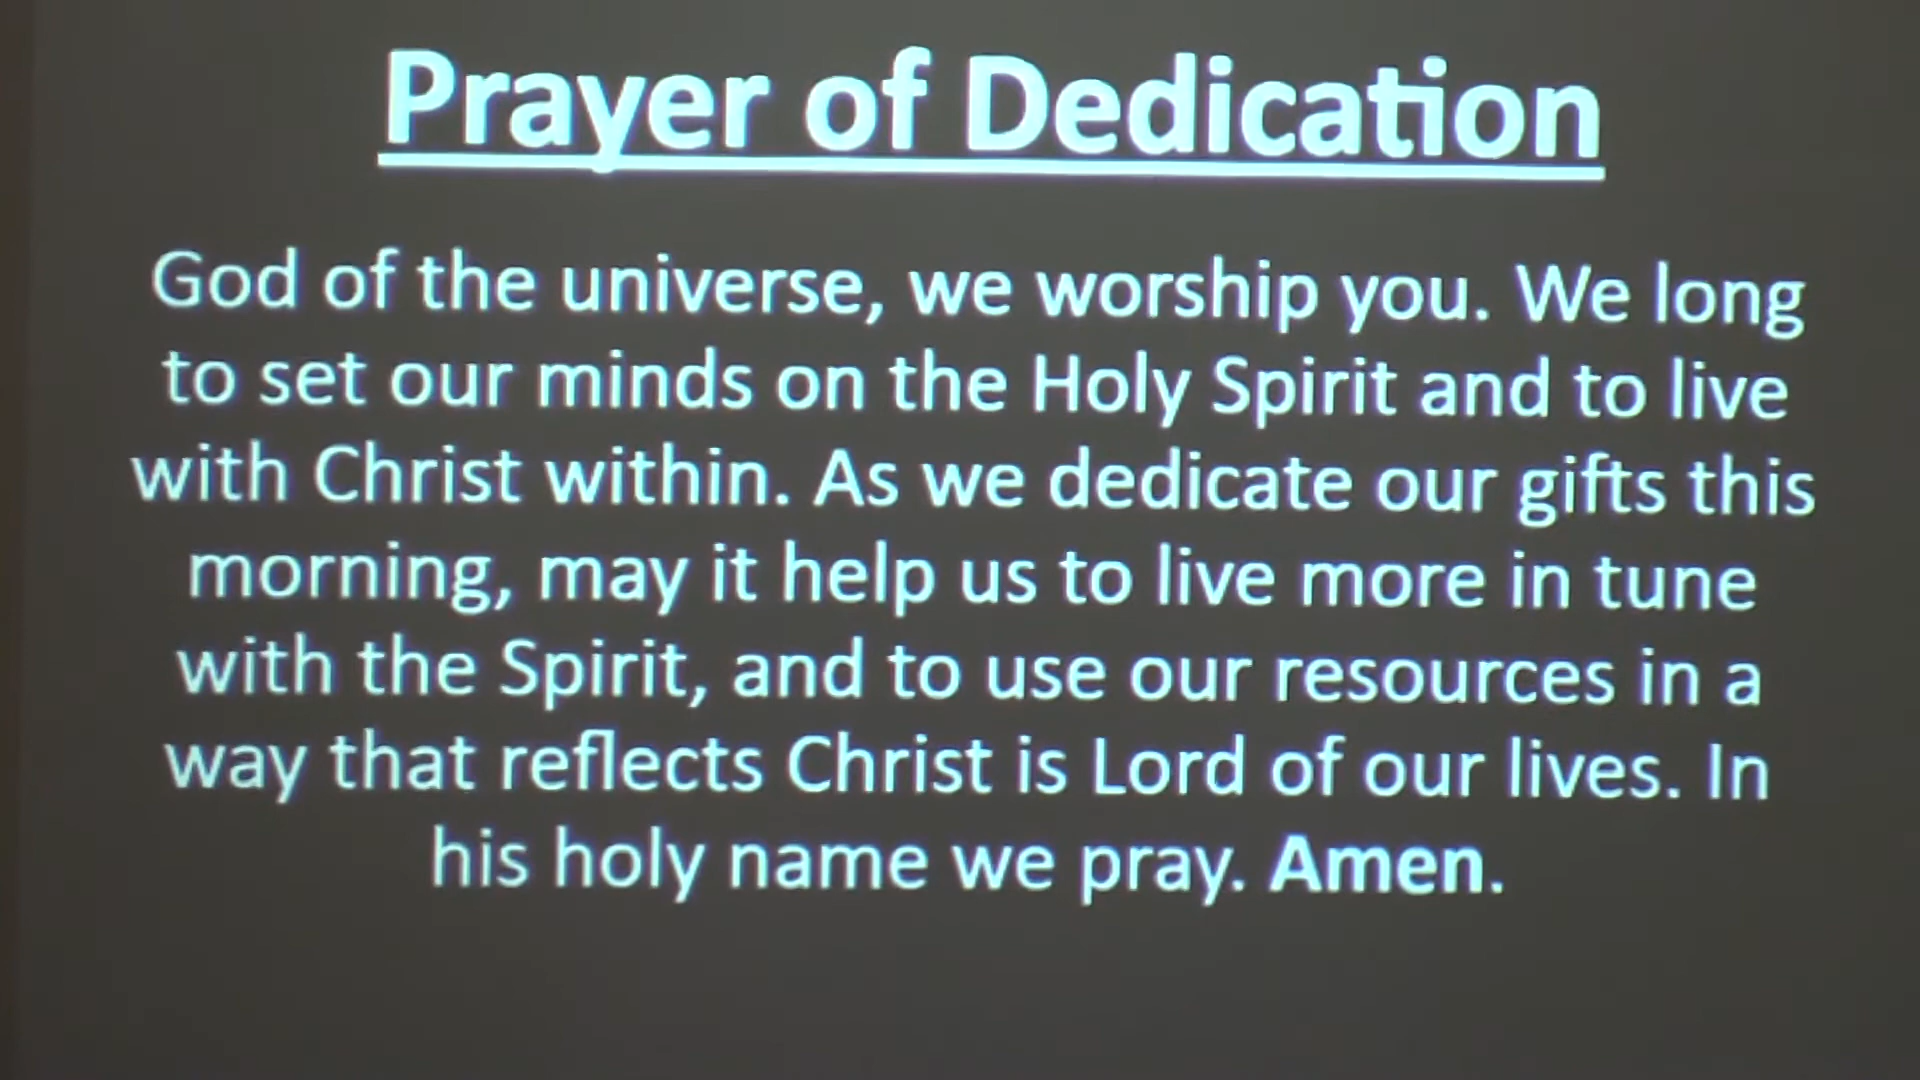 Prayer of Dedication
God of the universe, we worship you. We long
to set our minds on the Holy Spirit and to live
with Christ within. As we dedicate our gifts this
morning, may it help us to live more in tune
with the Spirit, and to use our resources in a
way that reflects Christ is Lord of our lives. In
his holy name we pray. Amen.